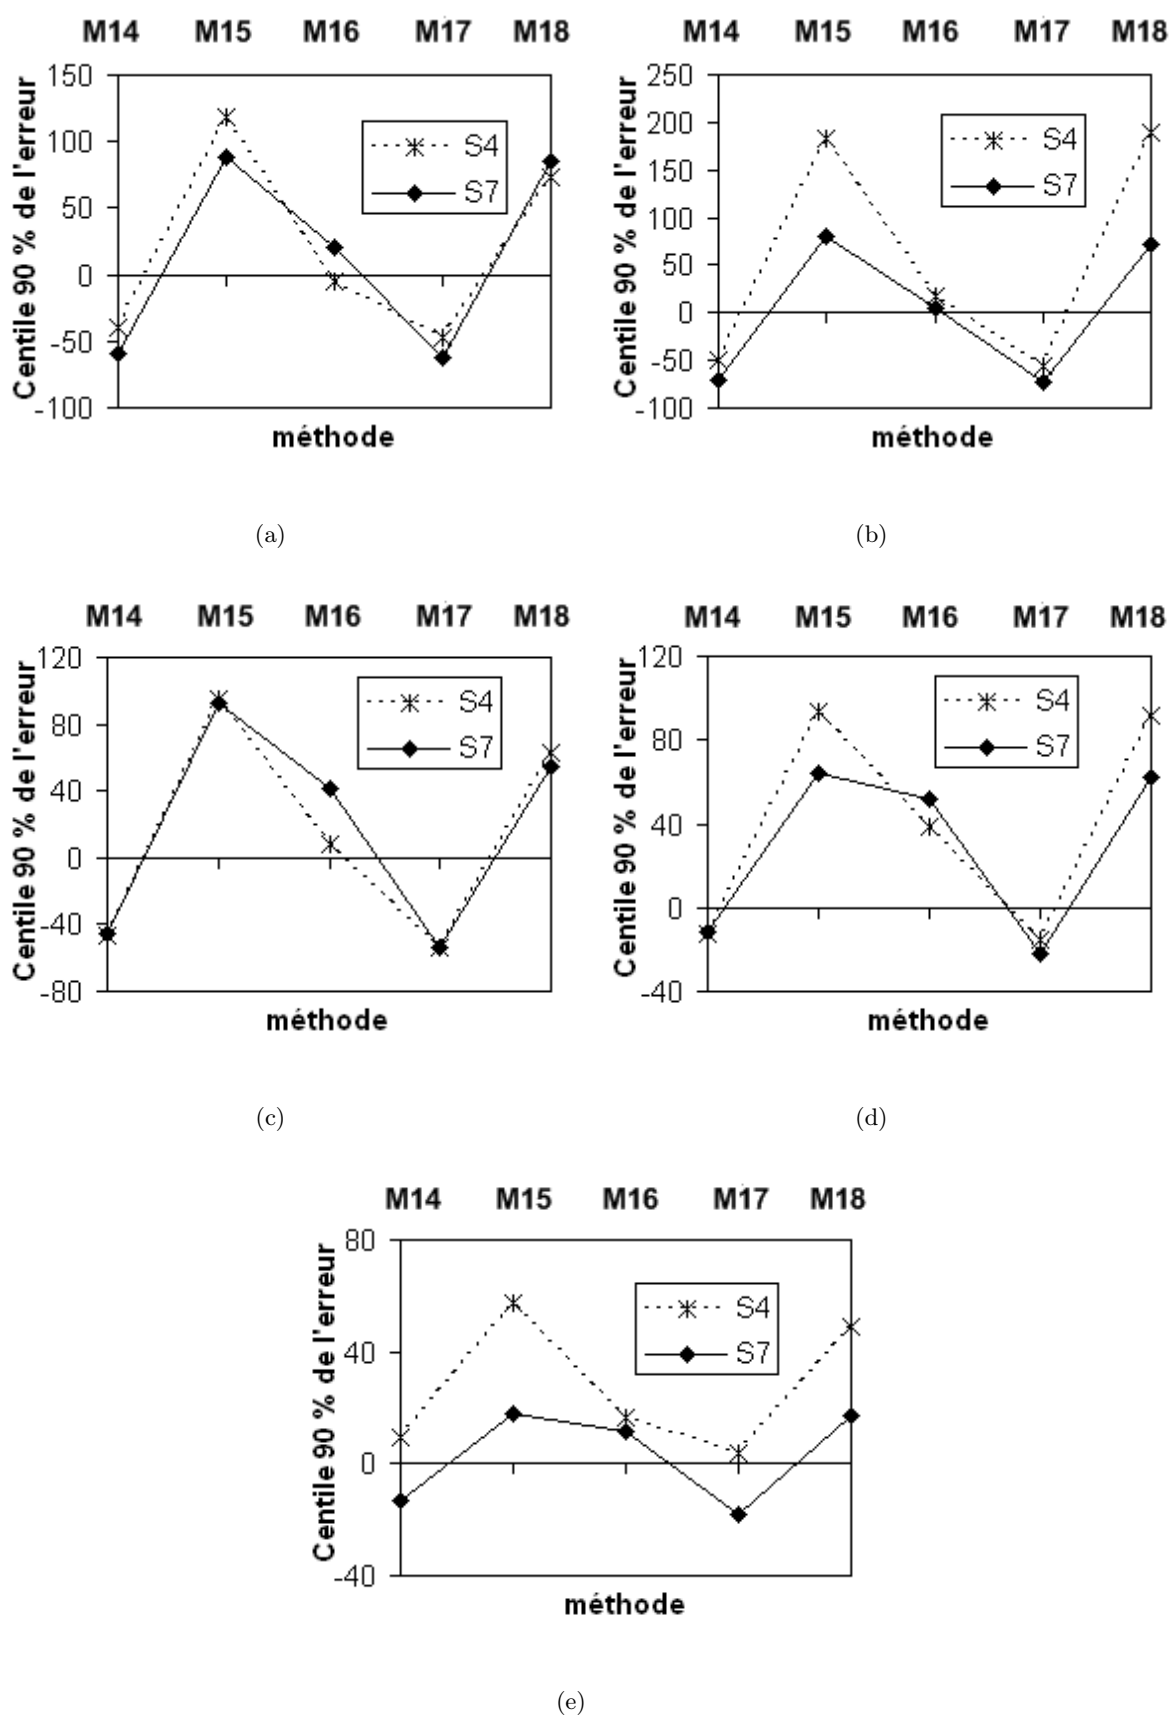 M14 M15 M16 M17 M18
150
100
50
0
-50
-100
Centile 90 % de l'erreur
S4
S7
méthode
(a)
M14 M15 M16 M17 M18
250
200
150
100
50
0
-50
-100
Centile 90 % de l'erreur
S4
S7
méthode
(b)
M14 M15 M16 M17 M18
120
80
40
0
-40
-80
Centile 90 % de l'erreur
S4
S7
méthode
(c)
M14 M15 M16 M17 M18
120
80
40
0
-40
Centile 90 % de l'erreur
S4
S7
méthode
(d)
M14 M15 M16 M17 M18
80
40
0
-40
Centile 90 % de l'erreur
S4
S7
méthode
(e)